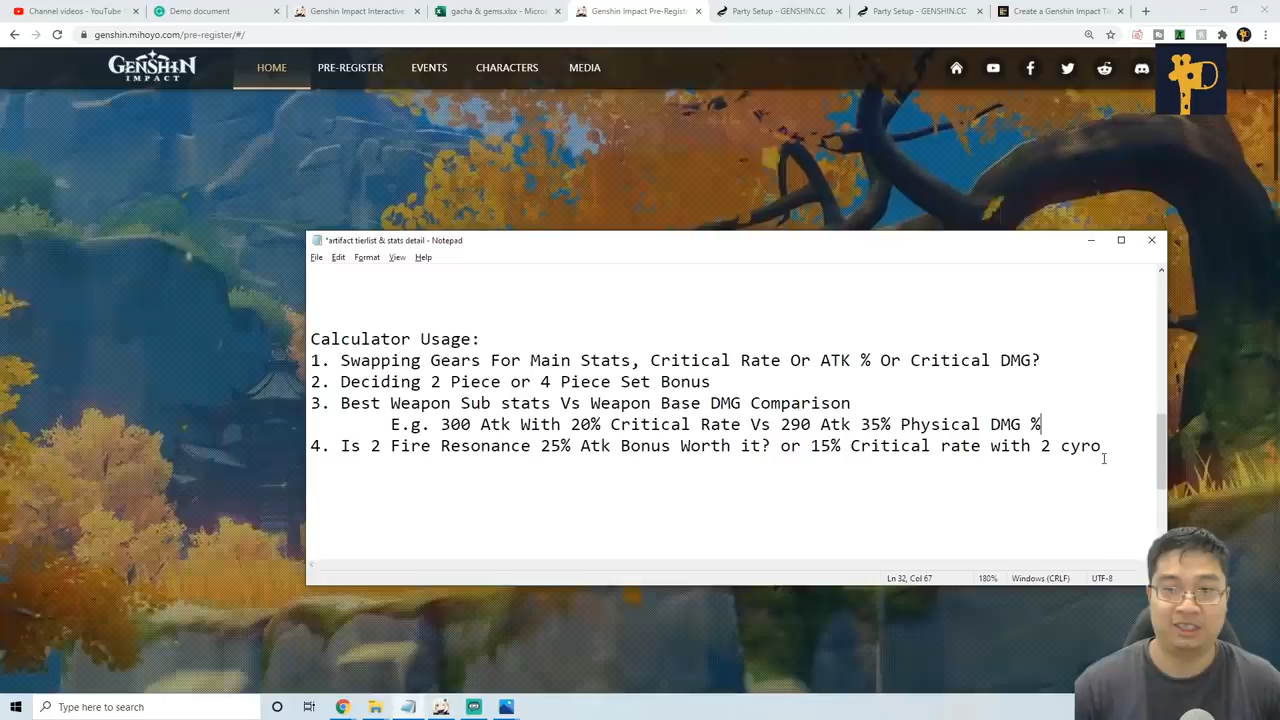 Channel videos - YouTube
Demo document
Genshin Impact Interactive
gacha & gems.xlsx - Micros
Genshin Impact Pre-Regist
Party Setup - GENSHIN.CC
Party Setup - GENSHIN.CC
Create a Genshin Impact Ti
genshin.mihoyo.com/pre-register/#/
GENSHIN
IMPACT
HOME
PRE-REGISTER
EVENTS
CHARACTERS
MEDIA
*artifact tierlist & stats detail - Notepad
File Edit Format View Help
Calculator Usage:
1. Swapping Gears For Main Stats, Critical Rate Or ATK % Or Critical DMG?
2. Deciding 2 Piece or 4 Piece Set Bonus
3. Best Weapon Sub stats Vs Weapon Base DMG Comparison
E.g. 300 Atk With 20% Critical Rate Vs 290 Atk 35% Physical DMG %
4. Is 2 Fire Resonance 25% Atk Bonus Worth it? or 15% Critical rate with 2 cyro
Ln 32, Col 67
180%
Windows (CRLF)
UTF-8
Type here to search